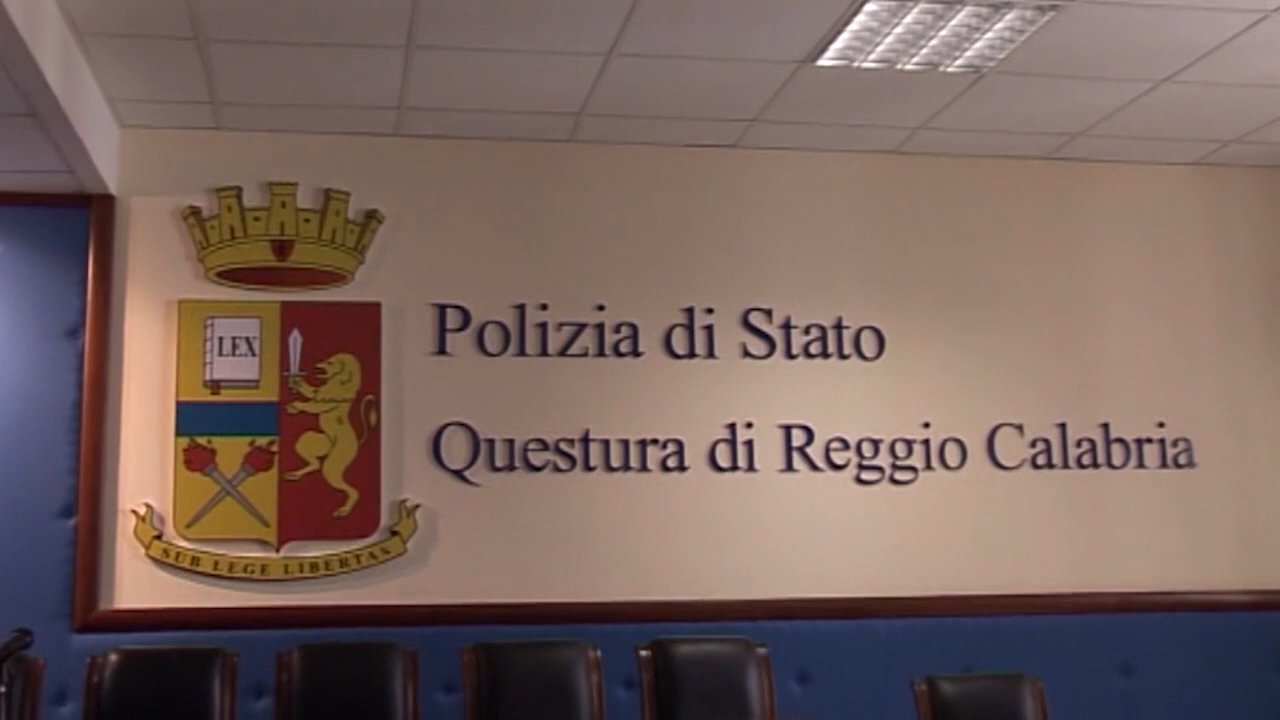 LEX
SUB LEGE LIBERTAS
Polizia di Stato
Questura di Reggio Calabria